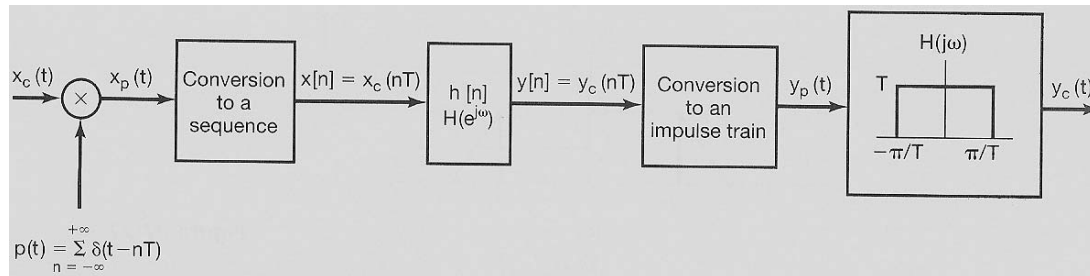 x_c(t)
×
x_p(t)
Conversion
to a
sequence
x[n] = x_c(nT)
h [n]
H(e^{jω})
y[n] = y_c(nT)
Conversion
to an
impulse train
y_p(t)
H(jω)
T
−π/T
π/T
y_c(t)
+∞
p(t) = Σ δ(t−nT)
n = −∞